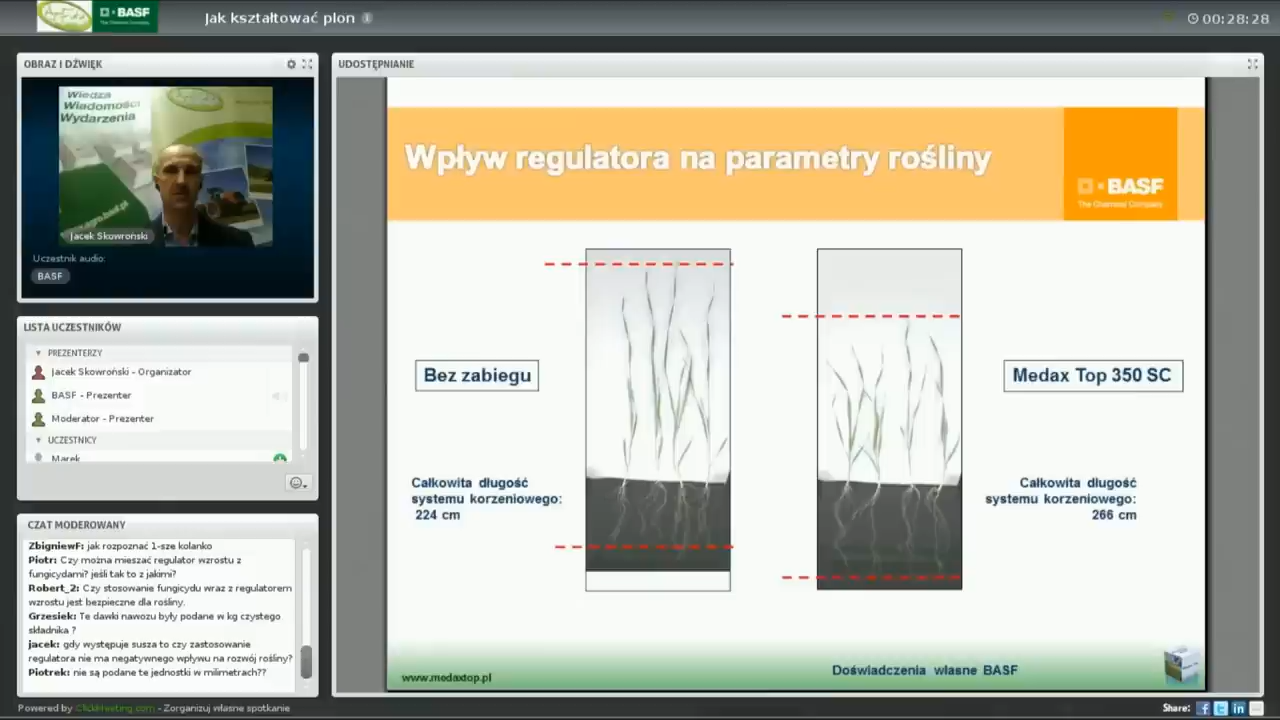 BASF
The Chemical Company
Jak kształtować plon
00:28:28
OBRAZ I DŹWIĘK
Wiedza
Wiadomości
Wydarzenia
Jacek Skowroński
Uczestnik audio:
BASF
LISTA UCZESTNIKÓW
PREZENTERZY
Jacek Skowroński - Organizator
BASF - Prezenter
Moderator - Prezenter
UCZESTNICY
Marek
CZAT MODEROWANY
ZbigniewF: jak rozpoznać 1-sze kolanko
Piotr: Czy można mieszać regulator wzrostu z
fungicydami? jeśli tak to z jakimi?
Robert_2: Czy stosowanie fungicydu wraz z regulatorem
wzrostu jest bezpieczne dla rośliny.
Grzesiek: Te dawki nawozu były podane w kg czystego
składnika ?
jacek: gdy występuje susza to czy zastosowanie
regulatora nie ma negatywnego wpływu na rozwój rośliny?
Piotrek: nie są podane te jednostki w milimetrach??
UDOSTĘPNIANIE
Wpływ regulatora na parametry rośliny
BASF
The Chemical Company
Bez zabiegu
Medax Top 350 SC
Całkowita długość
systemu korzeniowego:
224 cm
Całkowita długość
systemu korzeniowego:
266 cm
www.medaxtop.pl
Doświadczenia własne BASF
Powered by ClickMeeting.com - Zorganizuj własne spotkanie
Share: